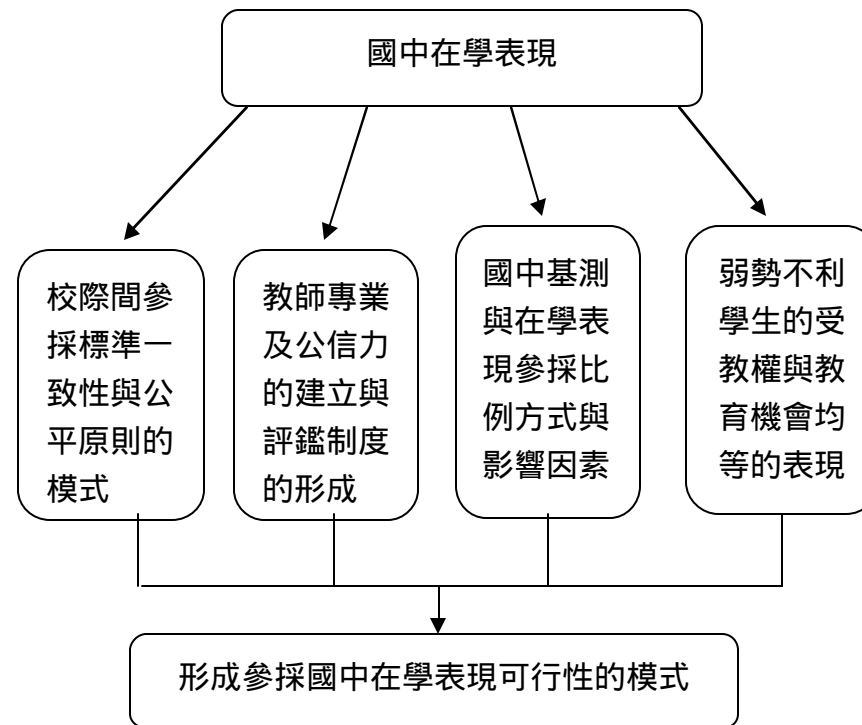 國中在學表現
校際間參
採標準一
致性與公
平原則的
模式
教師專業
及公信力
的建立與
評鑑制度
的形成
國中基測
與在學表
現參採比
例方式與
影響因素
弱勢不利
學生的受
教權與教
育機會均
等的表現
形成參採國中在學表現可行性的模式